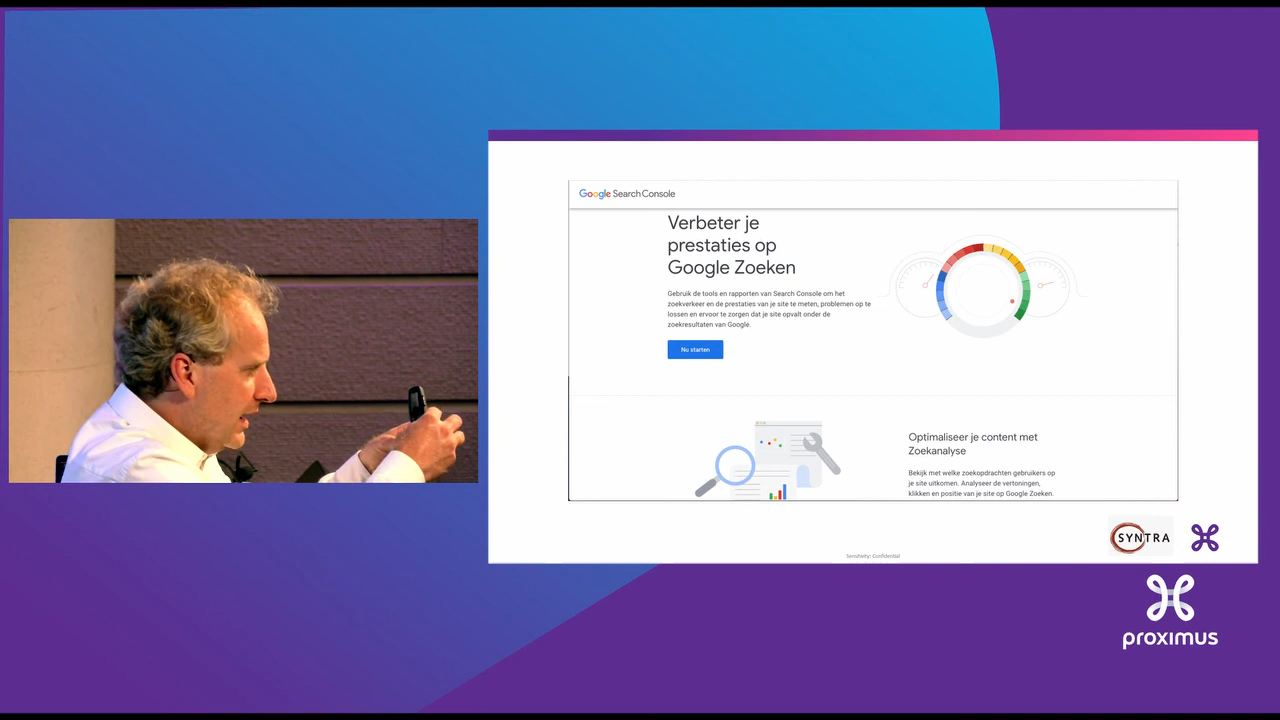 Google Search Console
Verbeter je
prestaties op
Google Zoeken
Gebruik de tools en rapporten van Search Console om het
zoekverkeer en de prestaties van je site te meten, problemen op te
lossen en ervoor te zorgen dat je site opvalt onder de
zoekresultaten van Google.
Nu starten
Optimaliseer je content met
Zoekanalyse
Bekijk met welke zoekopdrachten gebruikers op
je site uitkomen. Analyseer de vertoningen,
klikken en positie van je site op Google Zoeken.
SYNTRA
Sensitivity: Confidential
proximus